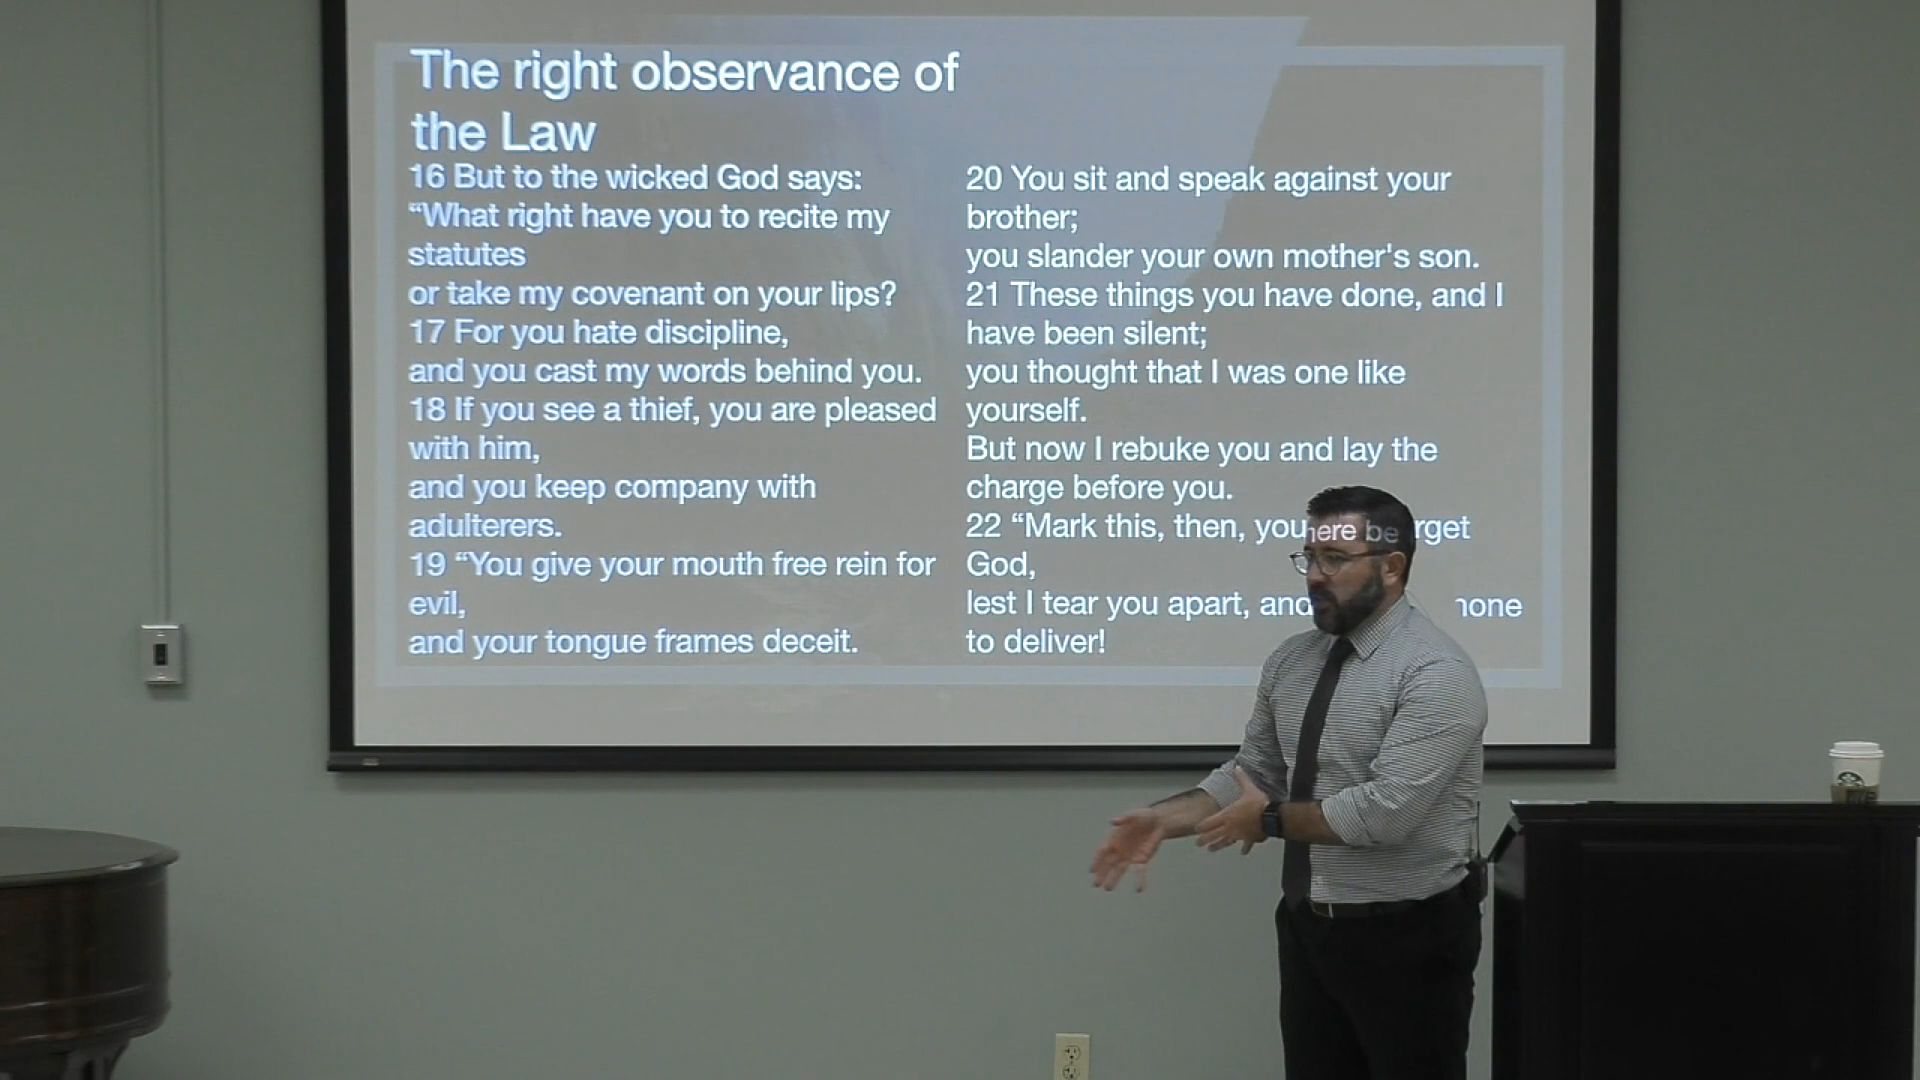 The right observance of
the Law
16 But to the wicked God says:
“What right have you to recite my
statutes
or take my covenant on your lips?
17 For you hate discipline,
and you cast my words behind you.
18 If you see a thief, you are pleased
with him,
and you keep company with
adulterers.
19 “You give your mouth free rein for
evil,
and your tongue frames deceit.
20 You sit and speak against your
brother;
you slander your own mother's son.
21 These things you have done, and I
have been silent;
you thought that I was one like
yourself.
But now I rebuke you and lay the
charge before you.
22 “Mark this, then, you rget
God,
lest I tear you apart, and here be none
to deliver!